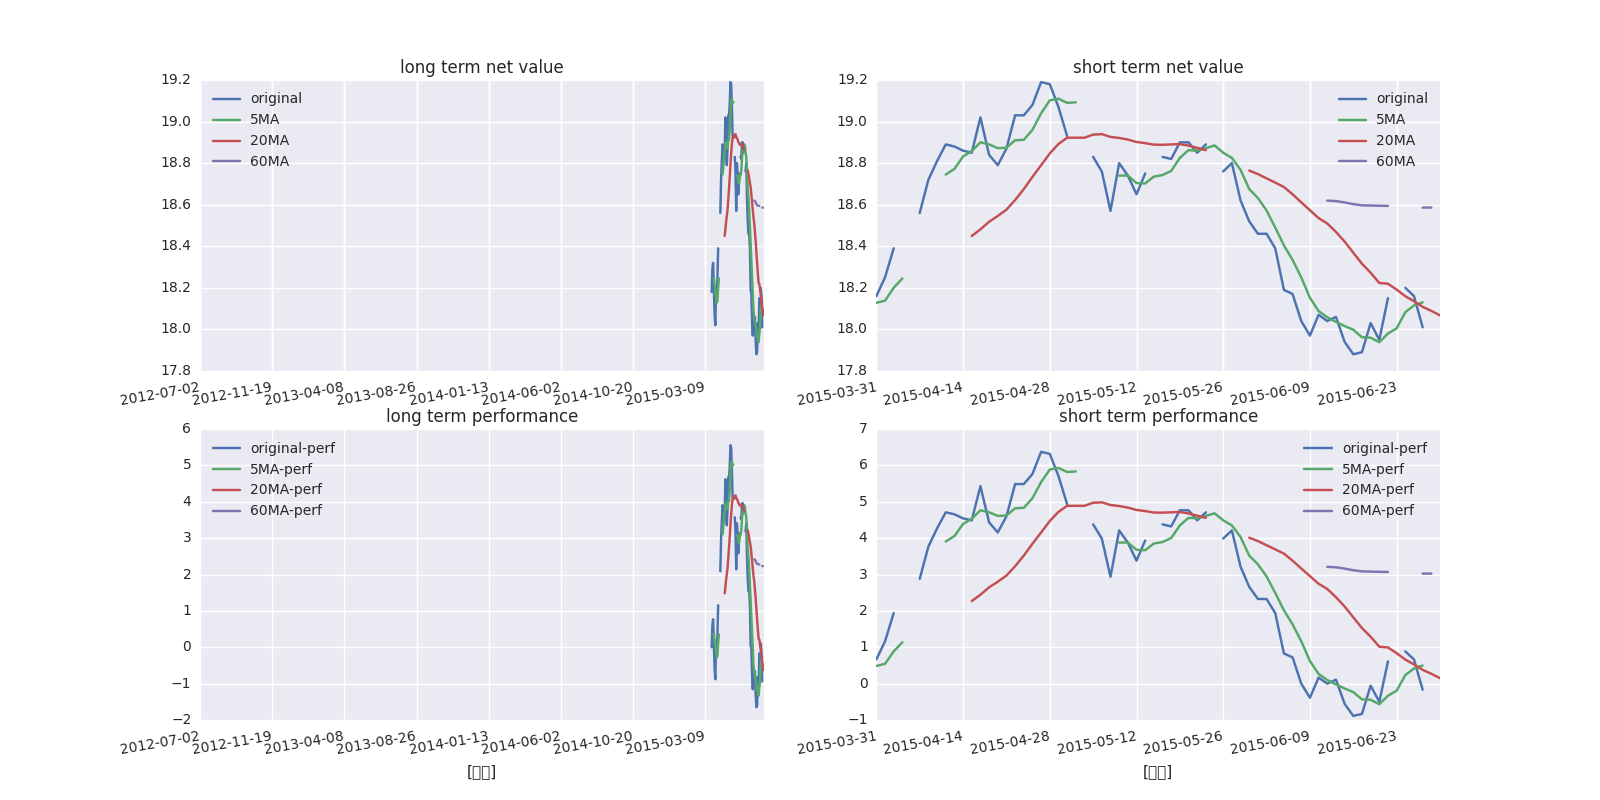 long term net value
19.2
19.0
18.8
18.6
18.4
18.2
18.0
17.8
original
5MA
20MA
60MA
2012-07-02 2012-11-19 2013-04-08 2013-08-26 2014-01-13 2014-06-02 2014-10-20 2015-03-09
short term net value
19.2
19.0
18.8
18.6
18.4
18.2
18.0
17.8
original
5MA
20MA
60MA
2015-03-31 2015-04-14 2015-04-28 2015-05-12 2015-05-26 2015-06-09 2015-06-23
long term performance
6
5
4
3
2
1
0
−1
−2
original-perf
5MA-perf
20MA-perf
60MA-perf
2012-07-02 2012-11-19 2013-04-08 2013-08-26 2014-01-13 2014-06-02 2014-10-20 2015-03-09
short term performance
7
6
5
4
3
2
1
0
−1
original-perf
5MA-perf
20MA-perf
60MA-perf
2015-03-31 2015-04-14 2015-04-28 2015-05-12 2015-05-26 2015-06-09 2015-06-23